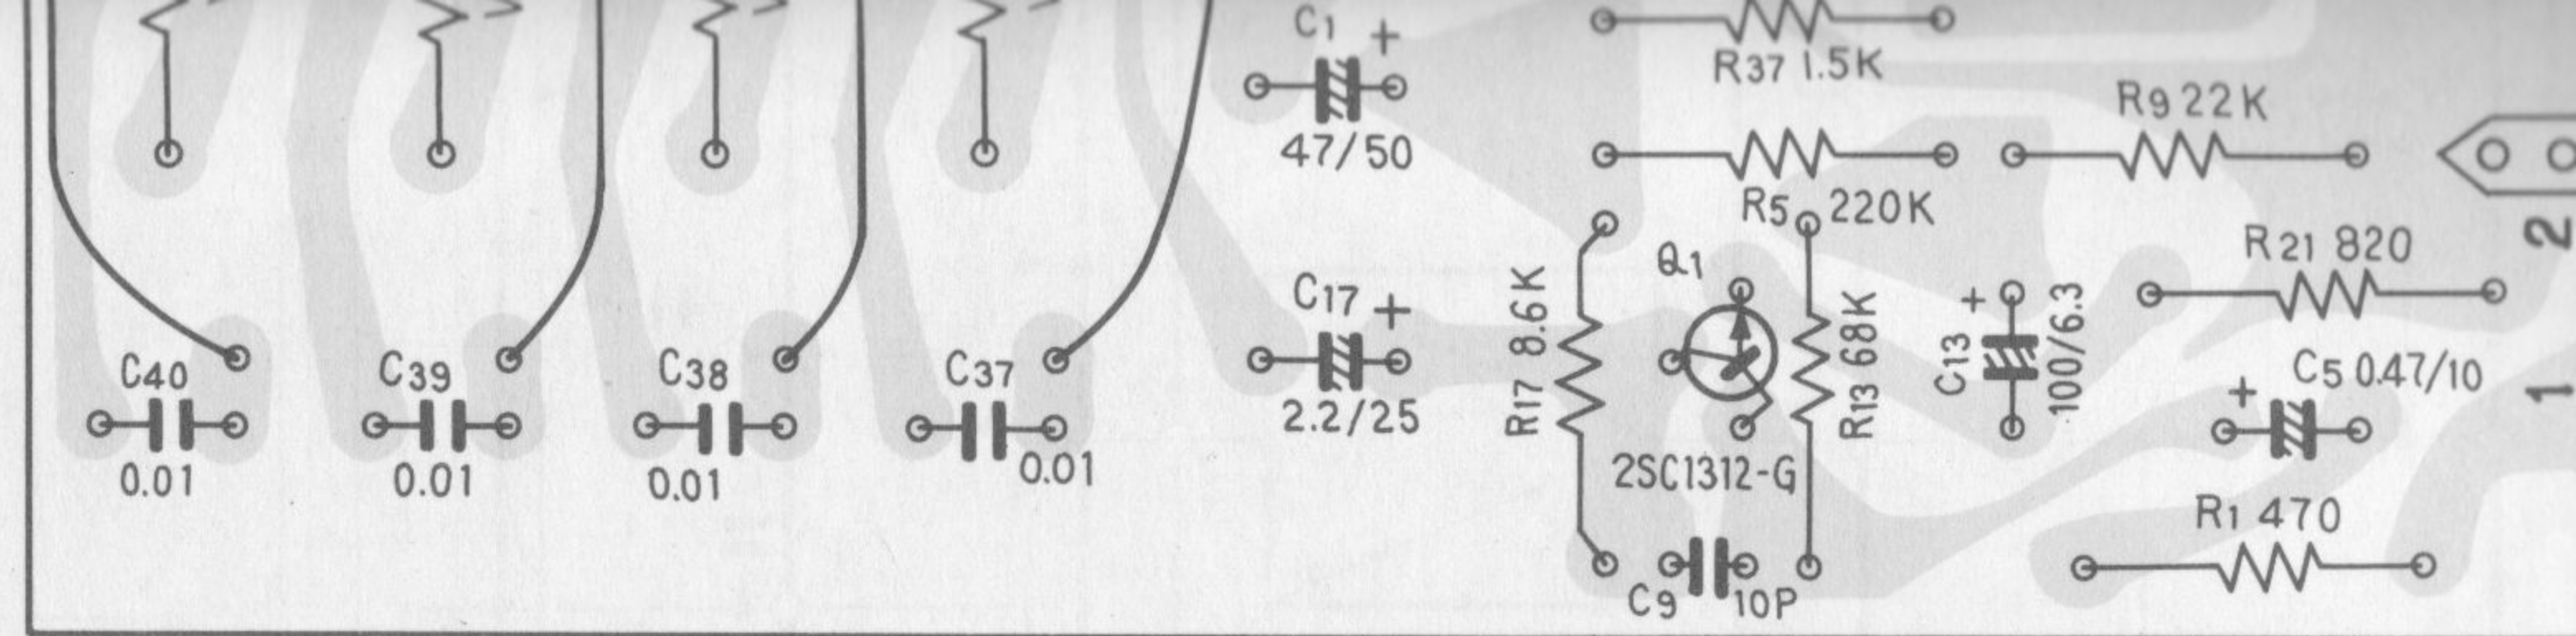 C1 +
47/50
R37 1.5K
R9 22K
R5 220K
2
Q1
R21 820
C17 +
2.2/25
R17 8.6K
R13 68K
+
C13 100/6.3
C5 0.47/10
+
1
C40
0.01
C39
0.01
C38
0.01
C37
0.01
2SC1312-G
R1 470
C9 10P